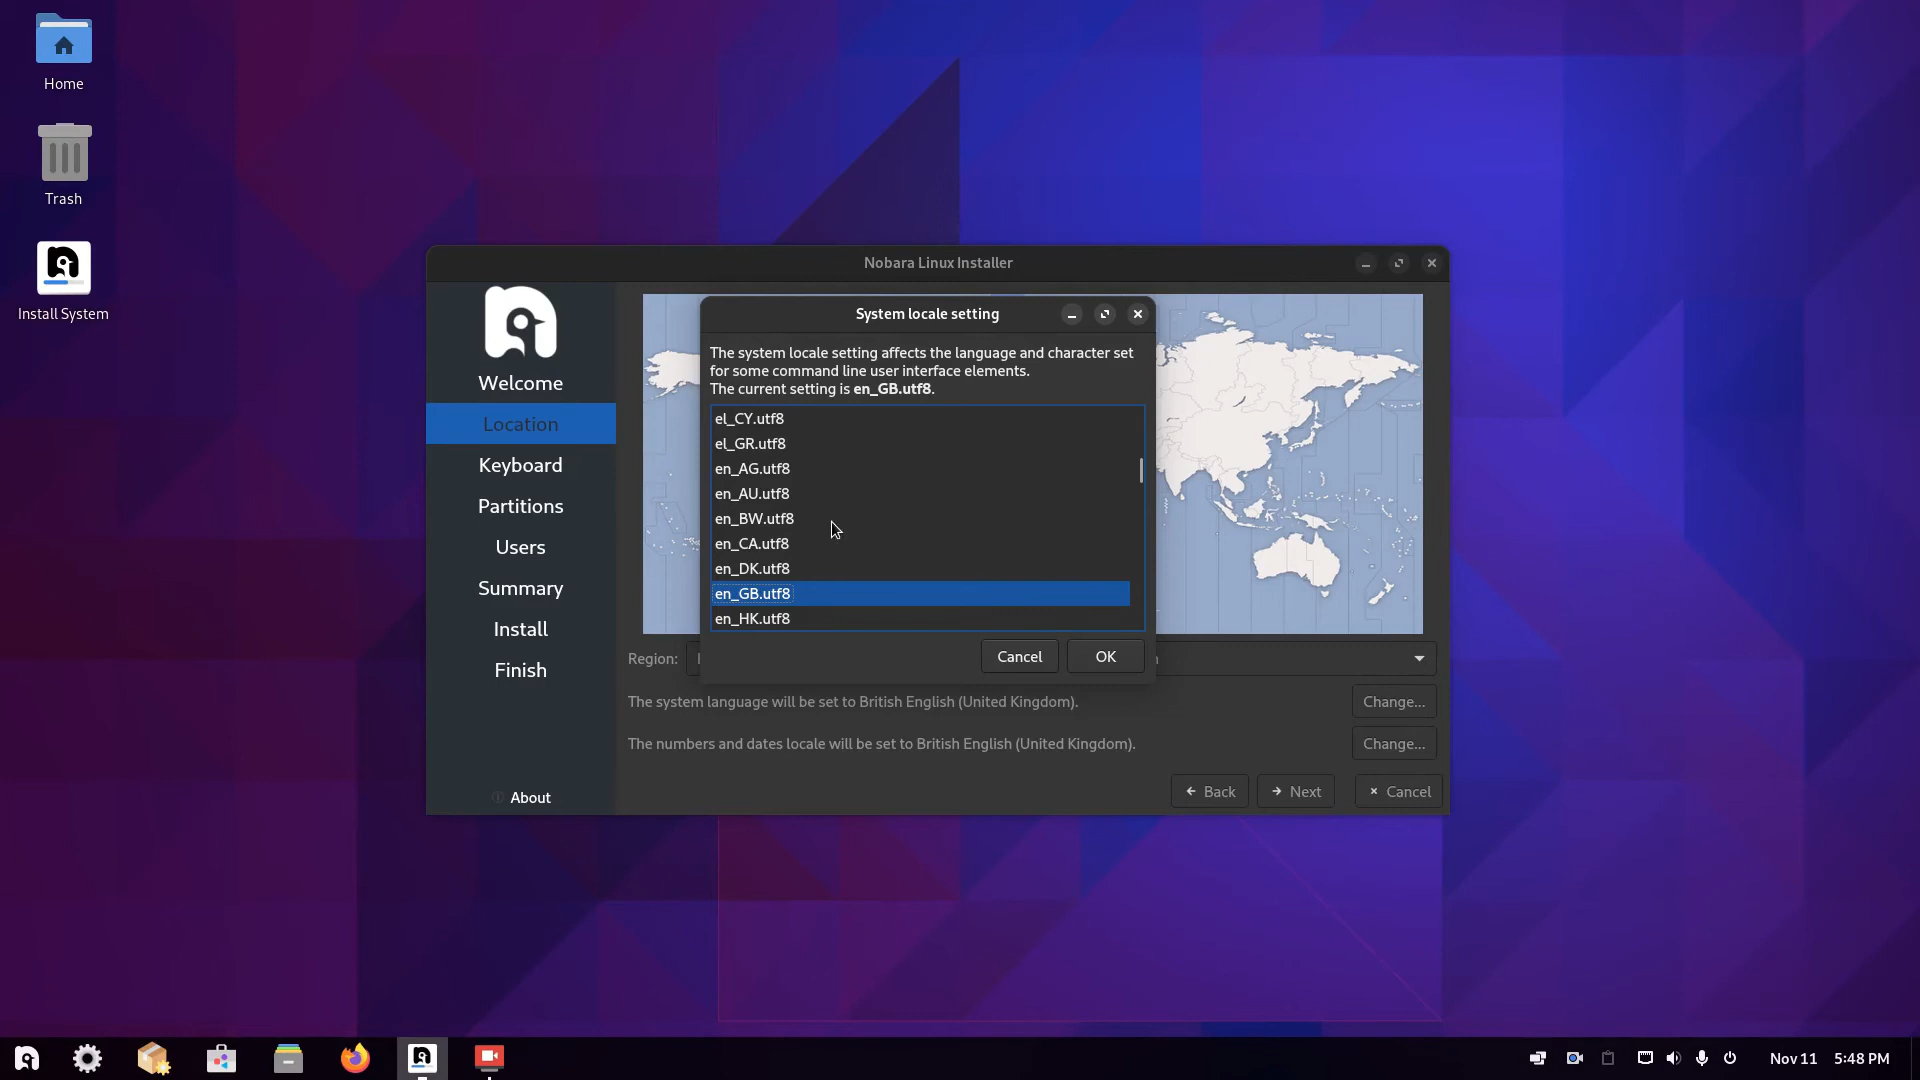 Home
Trash
Install System
Nobara Linux Installer
Welcome
Location
Keyboard
Partitions
Users
Summary
Install
Finish
About
System locale setting
The system locale setting affects the language and character set
for some command line user interface elements.
The current setting is en_GB.utf8.
el_CY.utf8
el_GR.utf8
en_AG.utf8
en_AU.utf8
en_BW.utf8
en_CA.utf8
en_DK.utf8
en_GB.utf8
en_HK.utf8
Cancel
OK
Region:
The system language will be set to British English (United Kingdom).
Change...
The numbers and dates locale will be set to British English (United Kingdom).
Change...
Back
Next
Cancel
Nov 11 5:48 PM